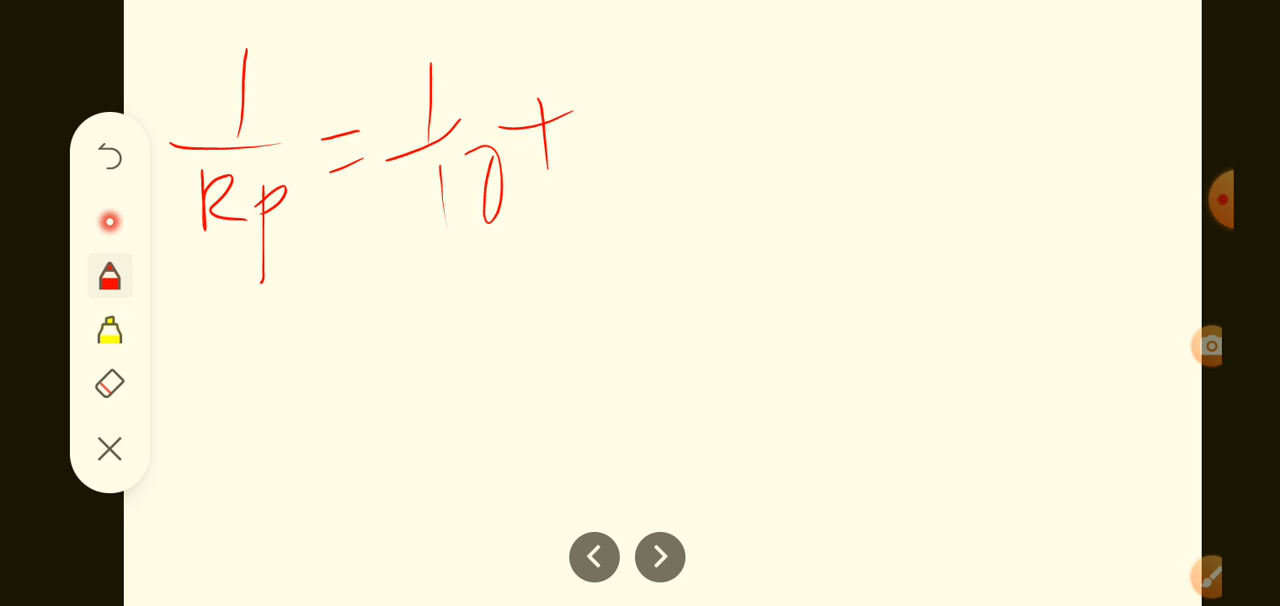 1/Rp = 1/10 +